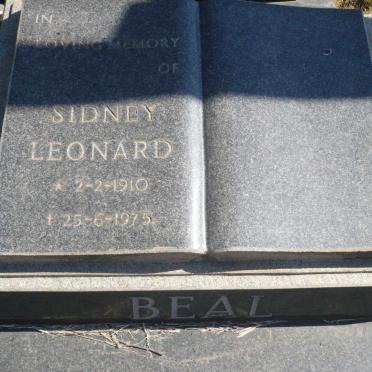 IN
LOVING MEMORY
OF
SIDNEY
LEONARD
* 2-2-1910
† 25-6-1975
BEAL